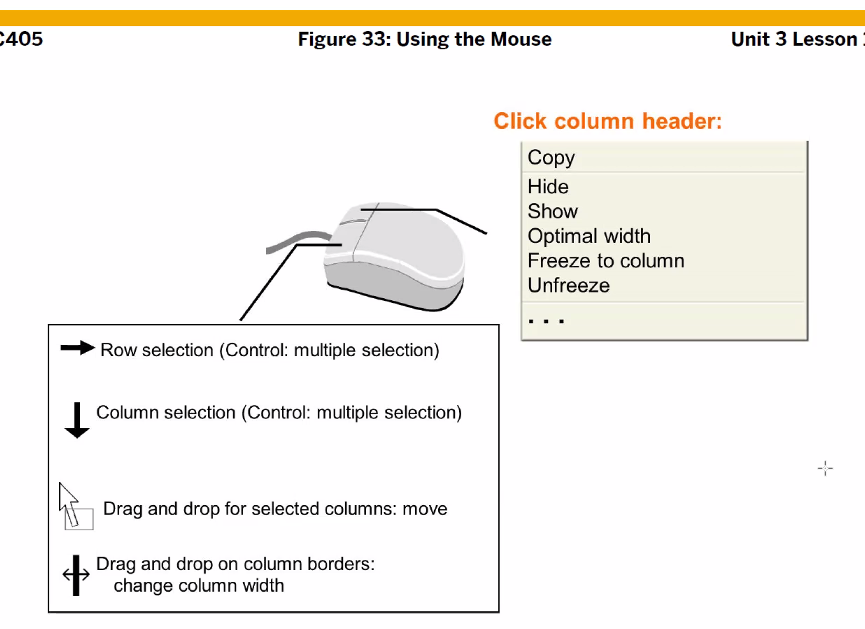 C405
Figure 33: Using the Mouse
Unit 3 Lesson
Click column header:
Copy
Hide
Show
Optimal width
Freeze to column
Unfreeze
. . .
Row selection (Control: multiple selection)
Column selection (Control: multiple selection)
Drag and drop for selected columns: move
Drag and drop on column borders:
change column width